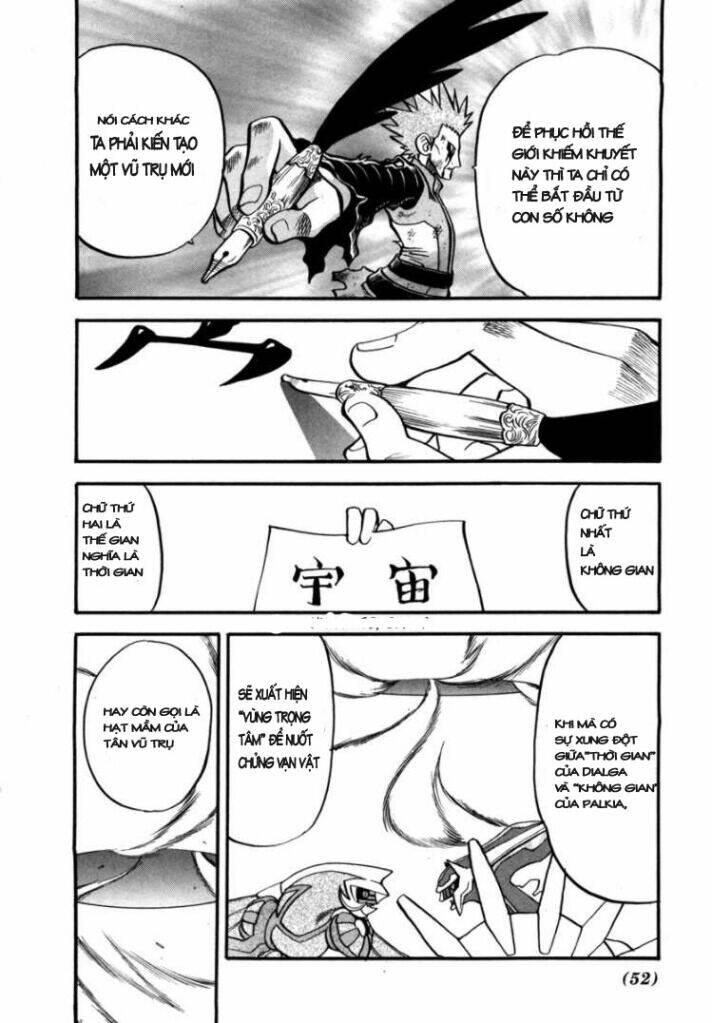 ĐỂ PHỤC HỒI THẾ
GIỚI KHIẾM KHUYẾT
NÀY THÌ TA CHỈ CÓ
THỂ BẮT ĐẦU TỪ
CON SỐ KHÔNG
NÓI CÁCH KHÁC
TA PHẢI KIẾN TẠO
MỘT VŨ TRỤ MỚI
CHỮ THỨ
NHẤT
LÀ
KHÔNG GIAN
宇 宙
CHỮ THỨ
HAI LÀ
THẾ GIAN
NGHĨA LÀ
THỜI GIAN
KHI MÀ CÓ
SỰ XUNG ĐỘT
GIỮA "THỜI GIAN"
CỦA DIALGA
VÀ "KHÔNG GIAN"
CỦA PALKIA,
SẼ XUẤT HIỆN
"VÙNG TRỌNG
TÂM" ĐỂ NUỐT
CHỬNG VẠN VẬT
HAY CÒN GỌI LÀ
HẠT MẦM CỦA
TÂN VŨ TRỤ
(52)